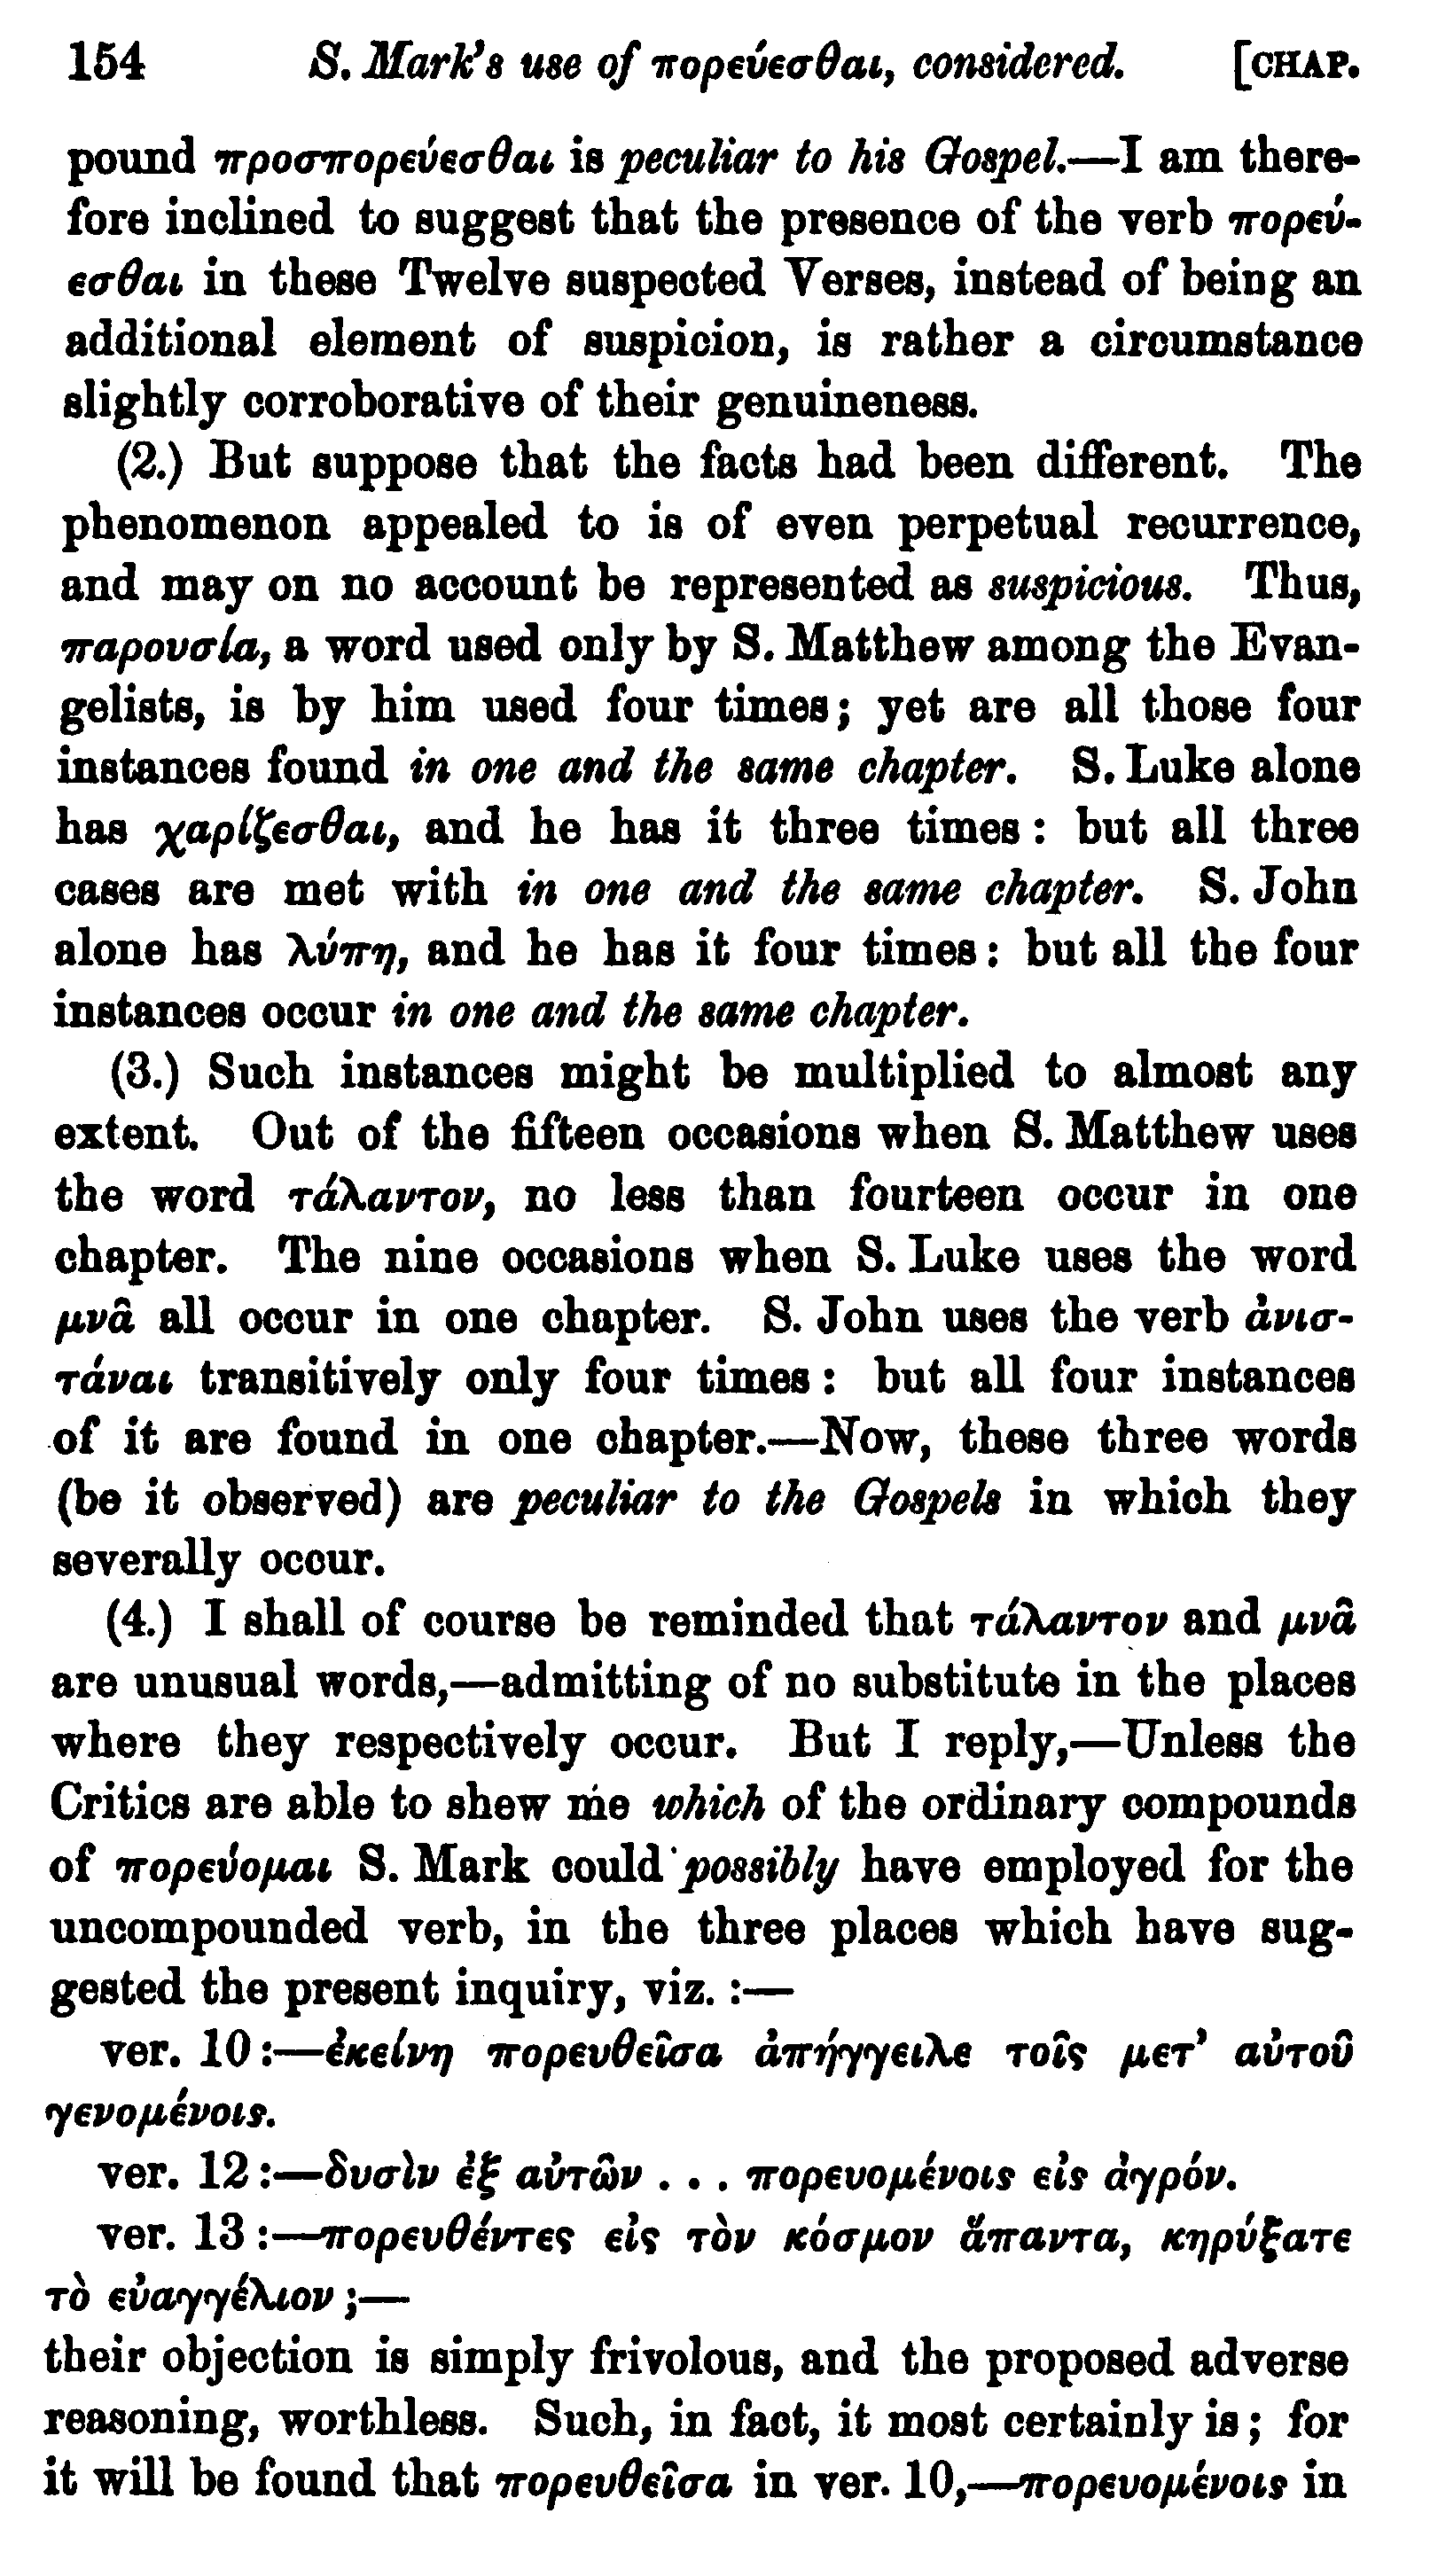 154 S. Mark's use of πορεύεσθαι, considered. [CHAP.
pound προσπορεύεσθαι is peculiar to his Gospel.—I am there-
fore inclined to suggest that the presence of the verb πορεύ-
εσθαι in these Twelve suspected Verses, instead of being an
additional element of suspicion, is rather a circumstance
slightly corroborative of their genuineness.
(2.) But suppose that the facts had been different. The
phenomenon appealed to is of even perpetual recurrence,
and may on no account be represented as suspicious. Thus,
παρουσία, a word used only by S. Matthew among the Evan-
gelists, is by him used four times; yet are all those four
instances found in one and the same chapter. S. Luke alone
has χαρίζεσθαι, and he has it three times: but all three
cases are met with in one and the same chapter. S. John
alone has λύπη, and he has it four times: but all the four
instances occur in one and the same chapter.
(3.) Such instances might be multiplied to almost any
extent. Out of the fifteen occasions when S. Matthew uses
the word τάλαντον, no less than fourteen occur in one
chapter. The nine occasions when S. Luke uses the word
μνᾶ all occur in one chapter. S. John uses the verb ἀνισ-
τάναι transitively only four times: but all four instances
of it are found in one chapter.—Now, these three words
(be it observed) are peculiar to the Gospels in which they
severally occur.
(4.) I shall of course be reminded that τάλαντον and μνᾶ
are unusual words,—admitting of no substitute in the places
where they respectively occur. But I reply,—Unless the
Critics are able to shew me which of the ordinary compounds
of πορεύομαι S. Mark could possibly have employed for the
uncompounded verb, in the three places which have sug-
gested the present inquiry, viz. :—
ver. 10 :—ἐκείνη πορευθεῖσα ἀπήγγειλε τοῖς μετ' αὐτοῦ
γενομένοις.
ver. 12 :—δυσὶν ἐξ αὐτῶν . . . πορευομένοις εἰς ἀγρόν.
ver. 13 :—πορευθέντες εἰς τὸν κόσμον ἅπαντα, κηρύξατε
τὸ εὐαγγέλιον ;—
their objection is simply frivolous, and the proposed adverse
reasoning, worthless. Such, in fact, it most certainly is; for
it will be found that πορευθεῖσα in ver. 10,—πορευομένοις in